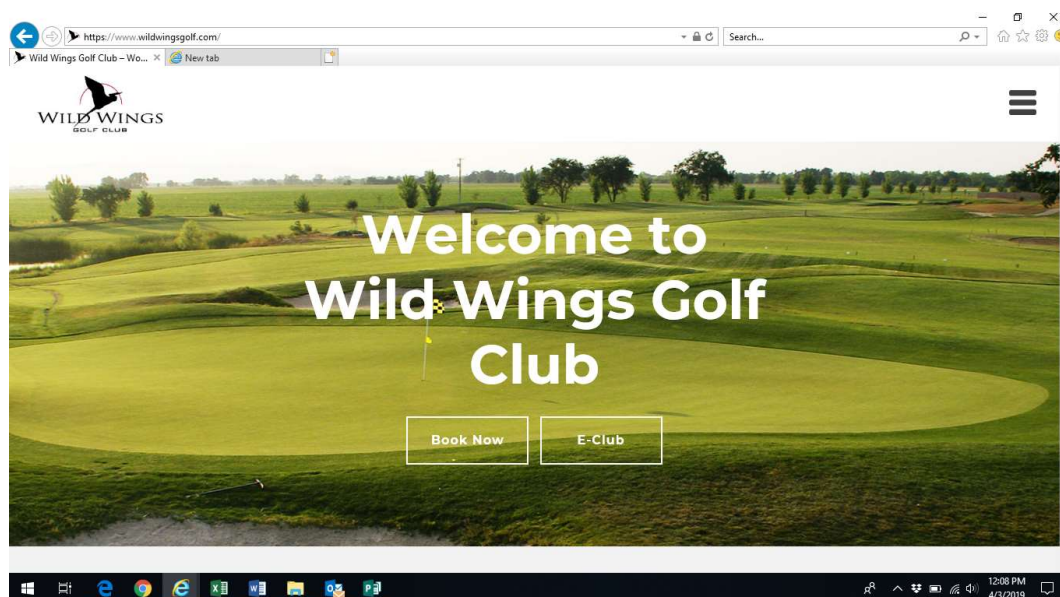 https://www.wildwingsgolf.com/
Search...
Wild Wings Golf Club – Wo...
New tab
WILD WINGS
GOLF CLUB
Welcome to
Wild Wings Golf
Club
Book Now
E-Club
12:08 PM
4/3/2019